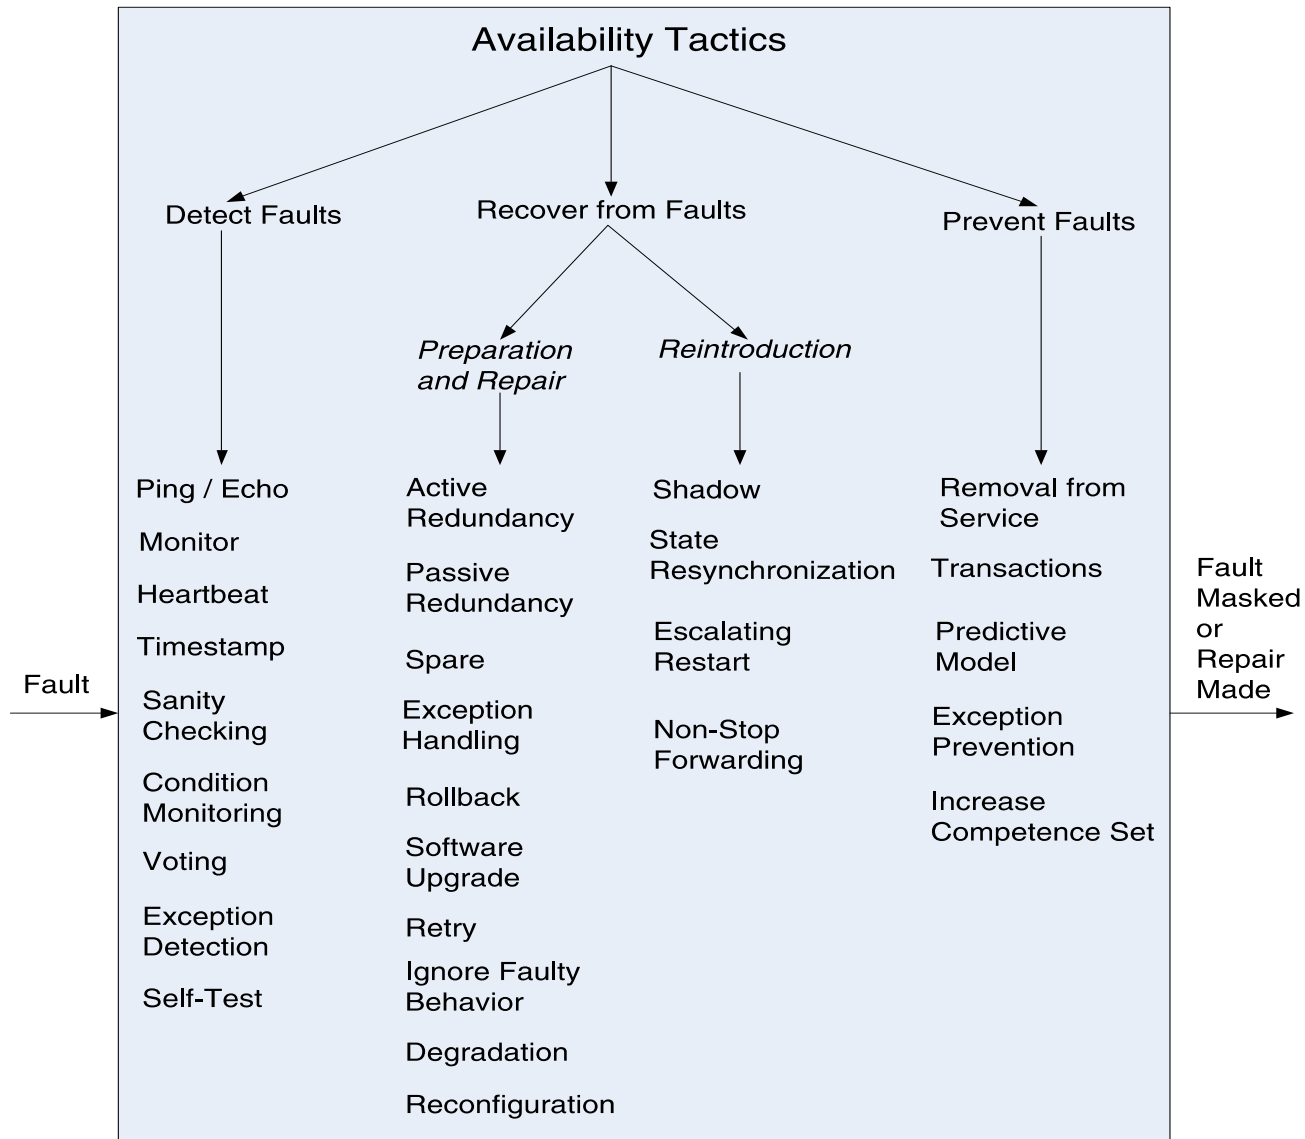 Availability Tactics
Detect Faults
Recover from Faults
Prevent Faults
Preparation
and Repair
Reintroduction
Ping / Echo
Monitor
Heartbeat
Timestamp
Sanity
Checking
Condition
Monitoring
Voting
Exception
Detection
Self-Test
Active
Redundancy
Passive
Redundancy
Spare
Exception
Handling
Rollback
Software
Upgrade
Retry
Ignore Faulty
Behavior
Degradation
Reconfiguration
Shadow
State
Resynchronization
Escalating
Restart
Non-Stop
Forwarding
Removal from
Service
Transactions
Predictive
Model
Exception
Prevention
Increase
Competence Set
Fault
Fault
Masked
or
Repair
Made